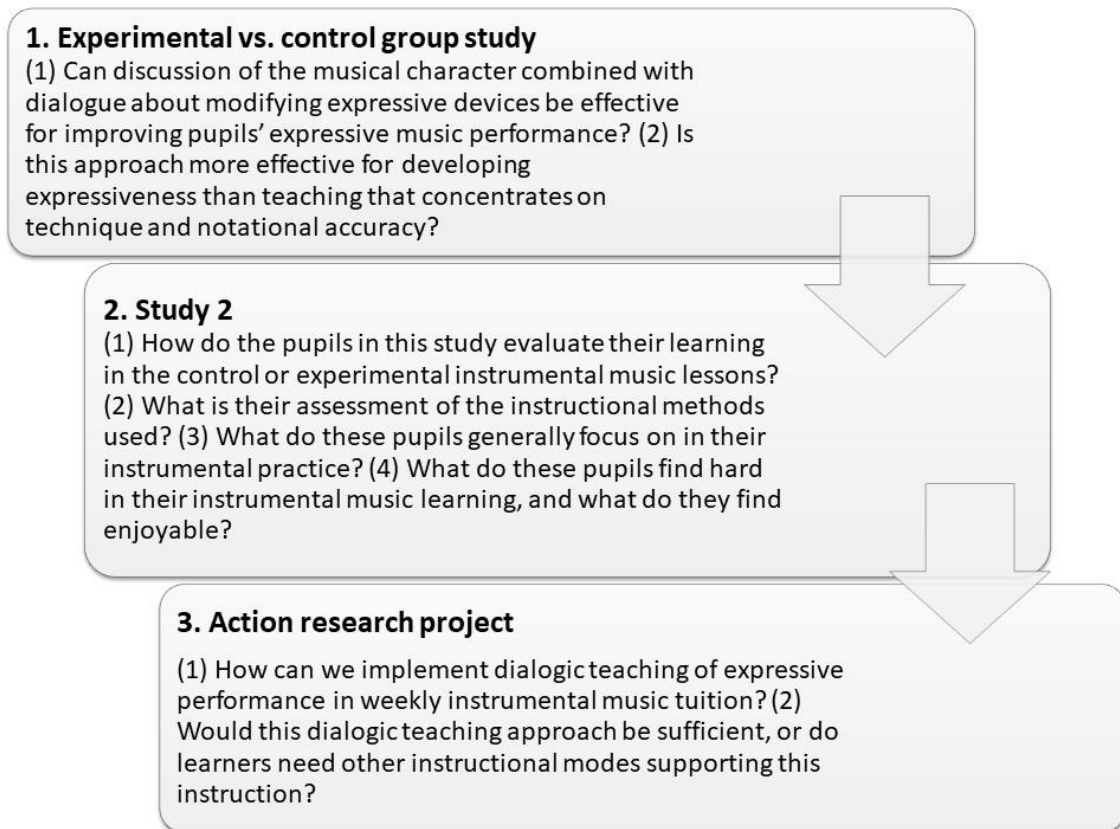 1. Experimental vs. control group study
(1) Can discussion of the musical character combined with
dialogue about modifying expressive devices be effective
for improving pupils’ expressive music performance? (2) Is
this approach more effective for developing
expressiveness than teaching that concentrates on
technique and notational accuracy?
2. Study 2
(1) How do the pupils in this study evaluate their learning
in the control or experimental instrumental music lessons?
(2) What is their assessment of the instructional methods
used? (3) What do these pupils generally focus on in their
instrumental practice? (4) What do these pupils find hard
in their instrumental music learning, and what do they find
enjoyable?
3. Action research project
(1) How can we implement dialogic teaching of expressive
performance in weekly instrumental music tuition? (2)
Would this dialogic teaching approach be sufficient, or do
learners need other instructional modes supporting this
instruction?